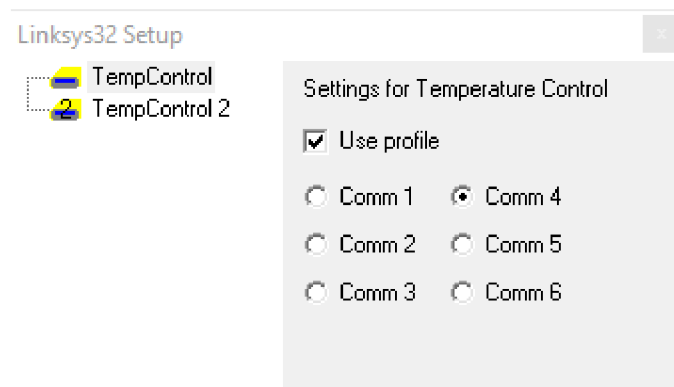 Linksys32 Setup
x
TempControl
2 TempControl 2
Settings for Temperature Control
Use profile
Comm 1 Comm 4
Comm 2 Comm 5
Comm 3 Comm 6